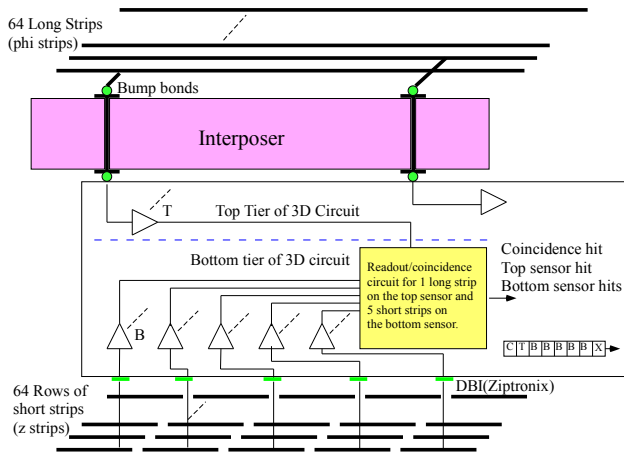 64 Long Strips
(phi strips)
Bump bonds
Interposer
T
Top Tier of 3D Circuit
Bottom tier of 3D circuit
Readout/coincidence
circuit for 1 long strip
on the top sensor and
5 short strips on
the bottom sensor.
Coincidence hit
Top sensor hit
Bottom sensor hits
B
C T B B B B B X
DBI(Ziptronix)
64 Rows of
short strips
(z strips)